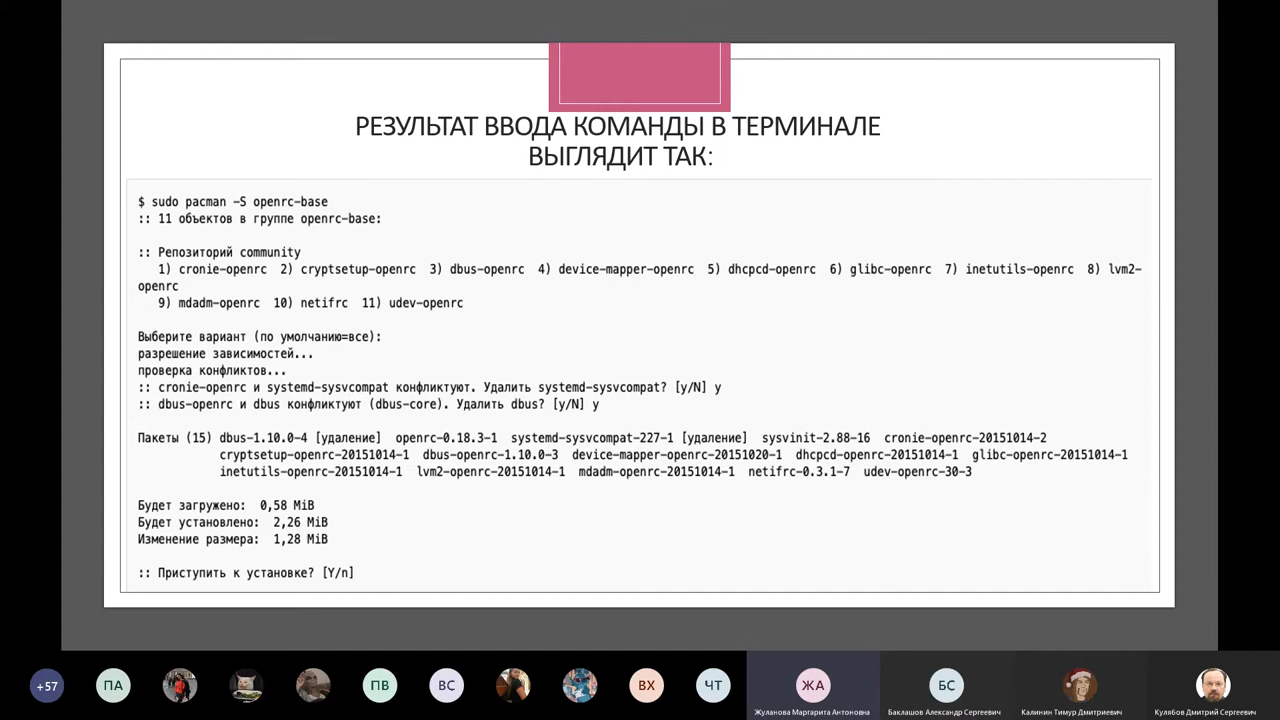 РЕЗУЛЬТАТ ВВОДА КОМАНДЫ В ТЕРМИНАЛЕ
ВЫГЛЯДИТ ТАК:
$ sudo pacman -S openrc-base
:: 11 объектов в группе openrc-base:
:: Репозиторий community
1) cronie-openrc 2) cryptsetup-openrc 3) dbus-openrc 4) device-mapper-openrc 5) dhcpcd-openrc 6) glibc-openrc 7) inetutils-openrc 8) lvm2-
openrc
9) mdadm-openrc 10) netifrc 11) udev-openrc
Выберите вариант (по умолчанию=все):
разрешение зависимостей...
проверка конфликтов...
:: cronie-openrc и systemd-sysvcompat конфликтуют. Удалить systemd-sysvcompat? [y/N] y
:: dbus-openrc и dbus конфликтуют (dbus-core). Удалить dbus? [y/N] y
Пакеты (15) dbus-1.10.0-4 [удаление] openrc-0.18.3-1 systemd-sysvcompat-227-1 [удаление] sysvinit-2.88-16 cronie-openrc-20151014-2
cryptsetup-openrc-20151014-1 dbus-openrc-1.10.0-3 device-mapper-openrc-20151020-1 dhcpcd-openrc-20151014-1 glibc-openrc-20151014-1
inetutils-openrc-20151014-1 lvm2-openrc-20151014-1 mdadm-openrc-20151014-1 netifrc-0.3.1-7 udev-openrc-30-3
Будет загружено: 0,58 MiB
Будет установлено: 2,26 MiB
Изменение размера: 1,28 MiB
:: Приступить к установке? [Y/n]
+57 ПА ПВ ВС ВХ ЧТ ЖА БС
Жуланова Маргарита Антоновна Баклашов Александр Сергеевич Калинин Тимур Дмитриевич Кулябов Дмитрий Сергеевич